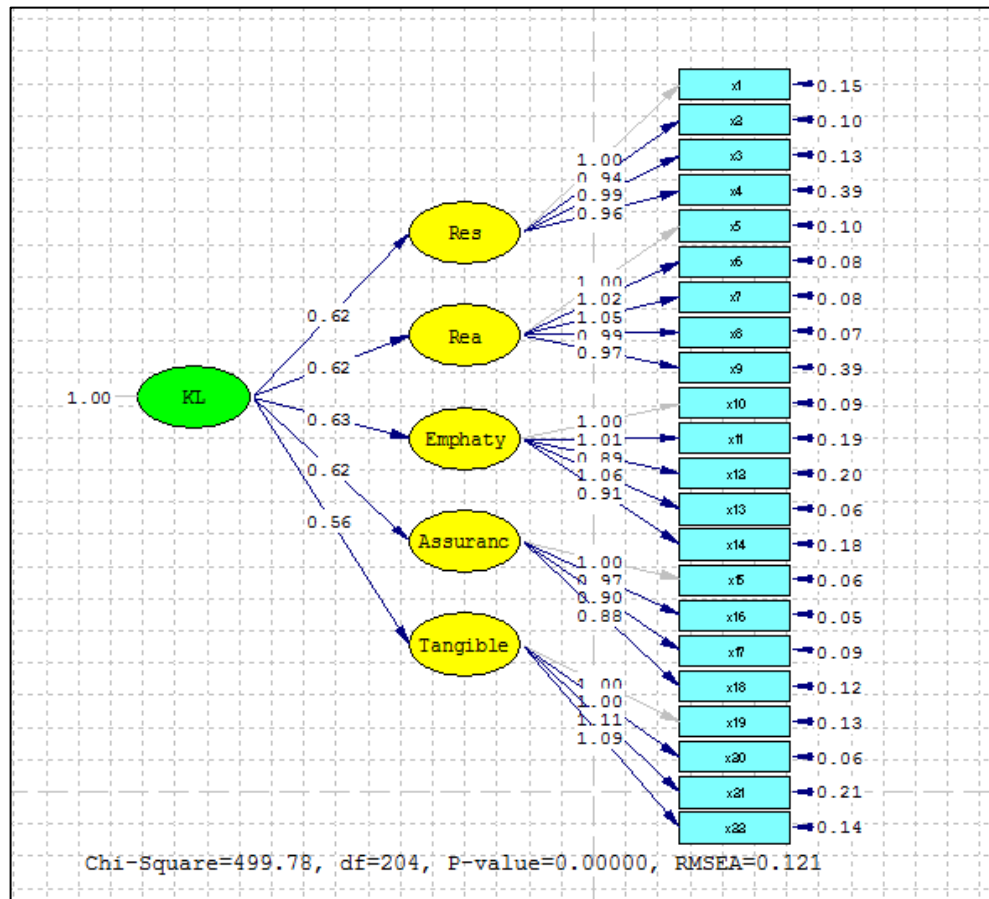 KL
1.00
0.62
0.62
0.63
0.62
0.56
Res
Rea
Emphaty
Assuranc
Tangible
1.00
0.94
0.99
0.96
1.00
1.02
1.05
0.99
0.97
1.00
1.01
0.89
1.06
0.91
1.00
0.97
0.90
0.88
1.00
1.00
1.11
1.09
x1 0.15
x2 0.10
x3 0.13
x4 0.39
x5 0.10
x6 0.08
x7 0.08
x8 0.07
x9 0.39
x10 0.09
x11 0.19
x12 0.20
x13 0.06
x14 0.18
x15 0.06
x16 0.05
x17 0.09
x18 0.12
x19 0.13
x20 0.06
x21 0.21
x22 0.14
Chi-Square=499.78, df=204, P-value=0.00000, RMSEA=0.121